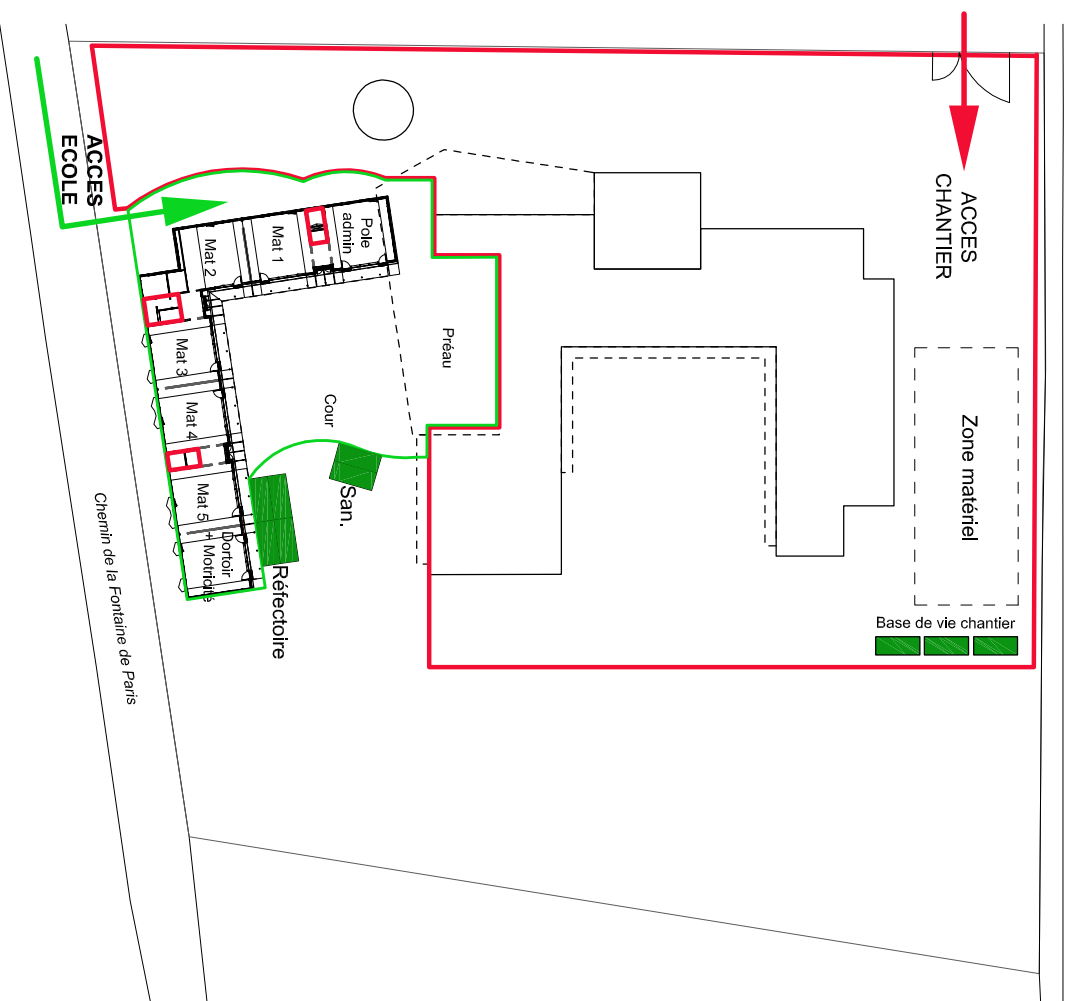 ACCES
ECOLE
ACCES
CHANTIER
Pole
admin
Mat 1
Mat 2
Mat 3
Mat 4
Mat 5
Dortoir
+ Motricité
Préau
Cour
San.
Réfectoire
Zone matériel
Base de vie chantier
Chemin de la Fontaine de Paris